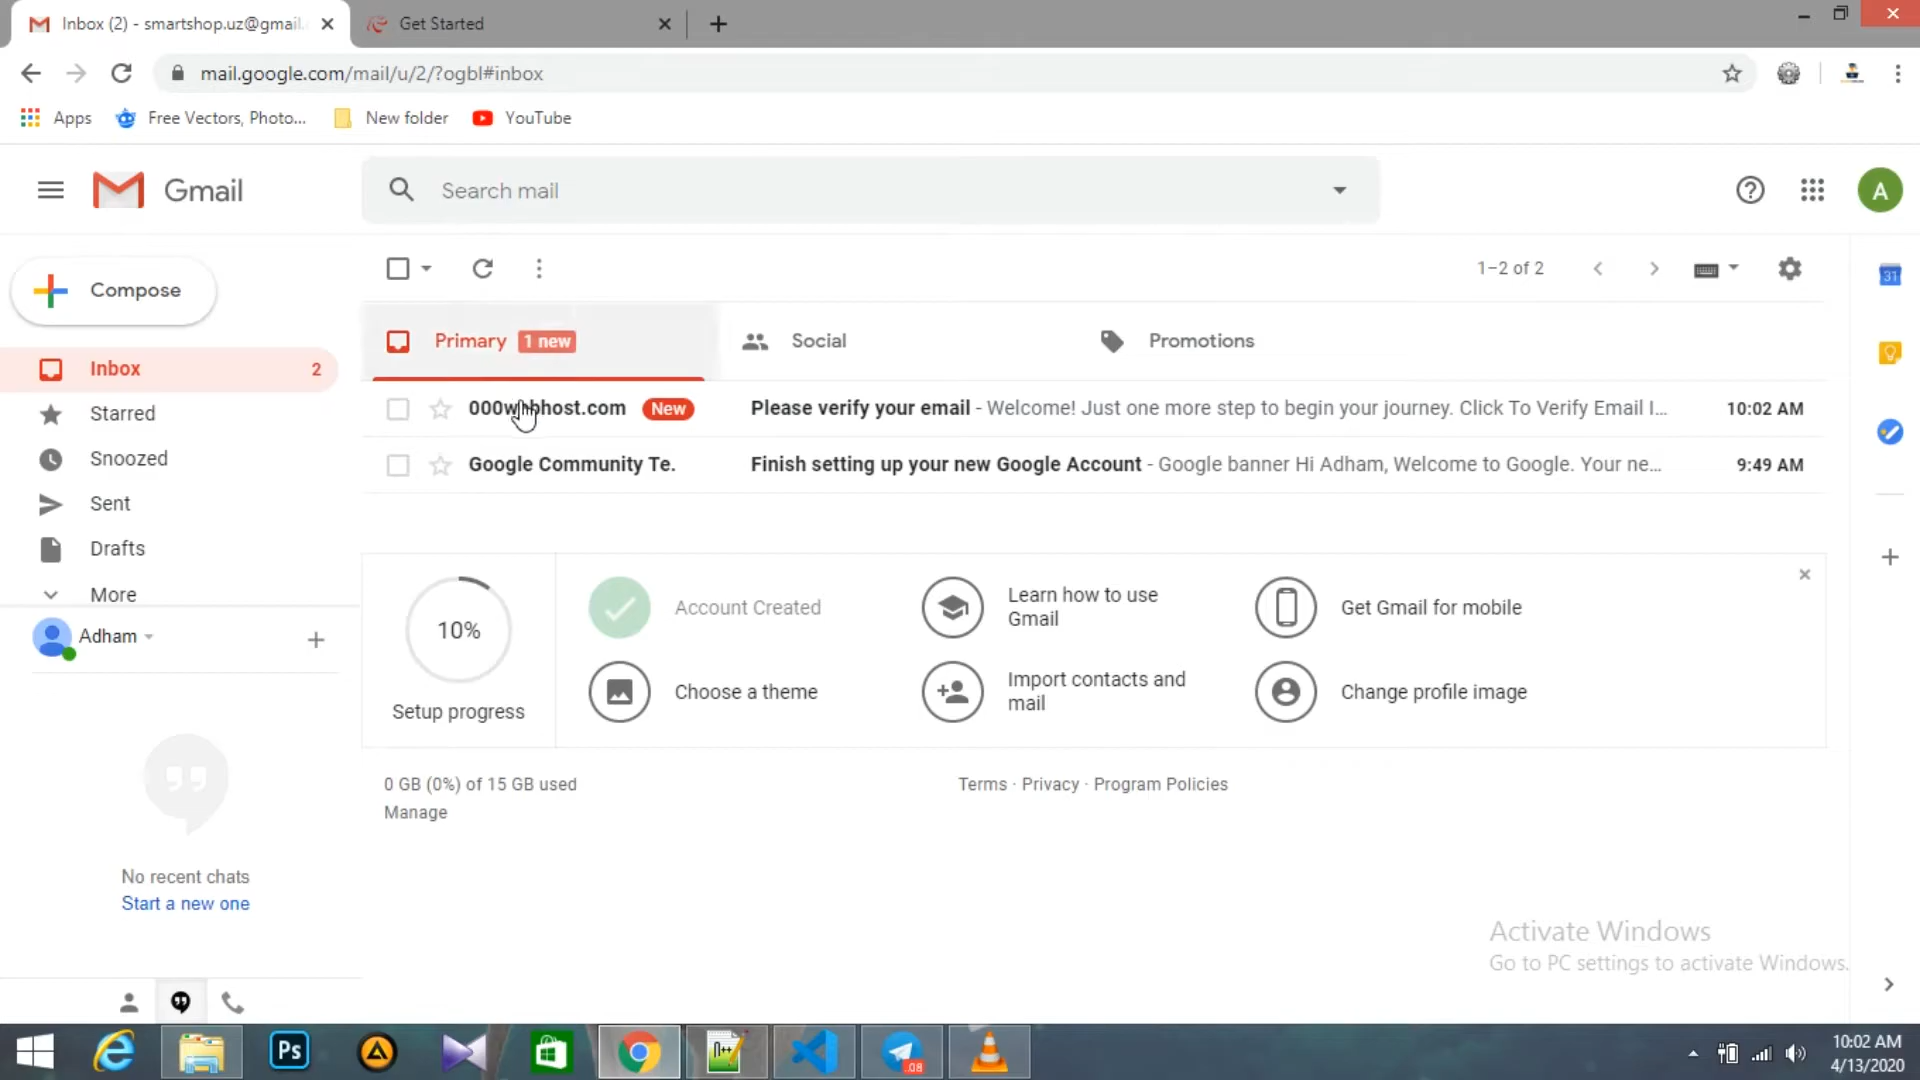 Inbox (2) - smartshop.uz@gmail.
Get Started
mail.google.com/mail/u/2/?ogbl#inbox
Apps
Free Vectors, Photo...
New folder
YouTube
Gmail
Search mail
A
Compose
1–2 of 2
31
Primary 1 new
Social
Promotions
Inbox 2
Starred
Snoozed
Sent
Drafts
More
000webhost.com New Please verify your email - Welcome! Just one more step to begin your journey. Click To Verify Email I... 10:02 AM
Google Community Te. Finish setting up your new Google Account - Google banner Hi Adham, Welcome to Google. Your ne... 9:49 AM
Adham
10%
Setup progress
Account Created
Learn how to use
Gmail
Get Gmail for mobile
Choose a theme
Import contacts and
mail
Change profile image
0 GB (0%) of 15 GB used
Manage
Terms · Privacy · Program Policies
No recent chats
Start a new one
Activate Windows
Go to PC settings to activate Windows.
Ps
n++
.08
10:02 AM
4/13/2020